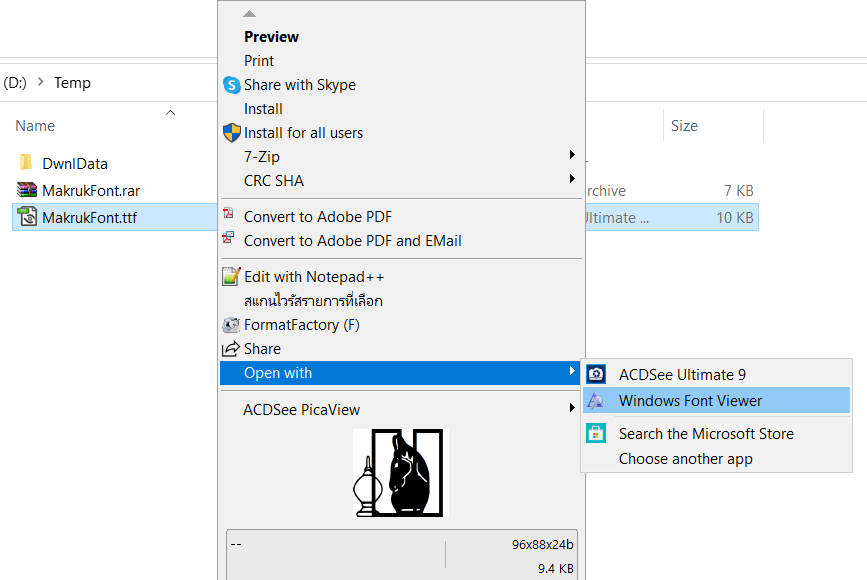 Preview
Print
(D:) > Temp
Share with Skype
Install
Name
Size
Install for all users
7-Zip
DwnlData
CRC SHA
MakrukFont.rar
rchive
7 KB
MakrukFont.ttf
Convert to Adobe PDF
Ultimate ...
10 KB
Convert to Adobe PDF and EMail
Edit with Notepad++
สแกนไวรัสรายการที่เลือก
FormatFactory (F)
Share
Open with
ACDSee Ultimate 9
Windows Font Viewer
ACDSee PicaView
Search the Microsoft Store
Choose another app
--
96x88x24b
9.4 KB